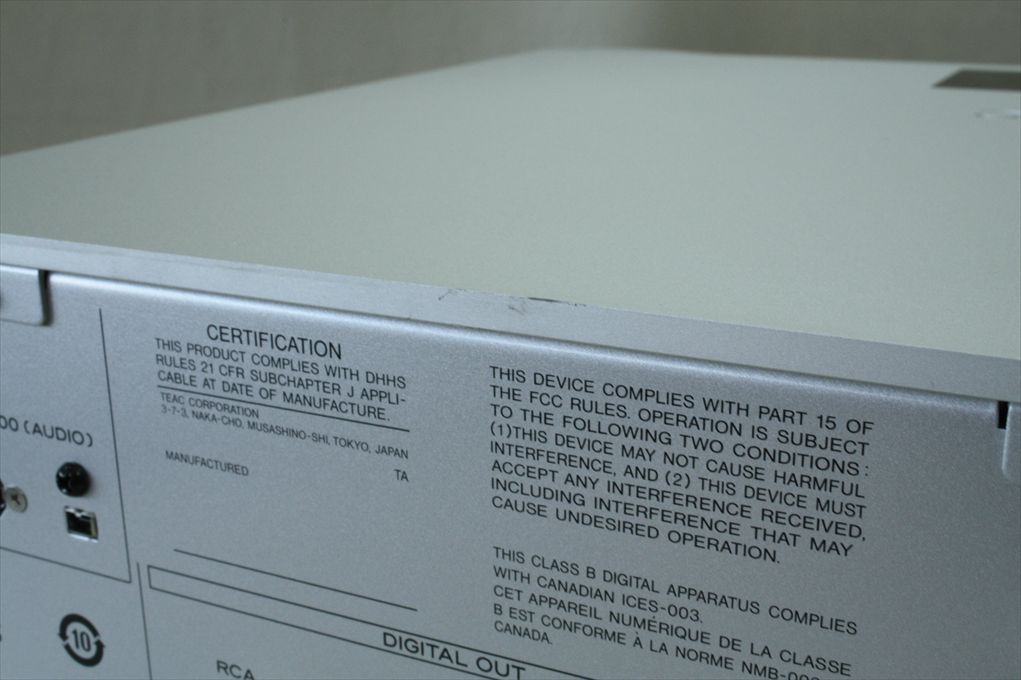 CERTIFICATION
THIS PRODUCT COMPLIES WITH DHHS
RULES 21 CFR SUBCHAPTER J APPLI-
CABLE AT DATE OF MANUFACTURE.
TEAC CORPORATION
3-7-3, NAKA-CHO, MUSASHINO-SHI, TOKYO, JAPAN
MANUFACTURED TA
THIS DEVICE COMPLIES WITH PART 15 OF
THE FCC RULES. OPERATION IS SUBJECT
TO THE FOLLOWING TWO CONDITIONS:
(1)THIS DEVICE MAY NOT CAUSE HARMFUL
INTERFERENCE, AND (2) THIS DEVICE MUST
ACCEPT ANY INTERFERENCE RECEIVED,
INCLUDING INTERFERENCE THAT MAY
CAUSE UNDESIRED OPERATION.
THIS CLASS B DIGITAL APPARATUS COMPLIES
WITH CANADIAN ICES-003.
CET APPAREIL NUMÉRIQUE DE LA CLASSE
B EST CONFORME À LA NORME NMB-003
CANADA.
00 (AUDIO)
10
DIGITAL OUT
RCA